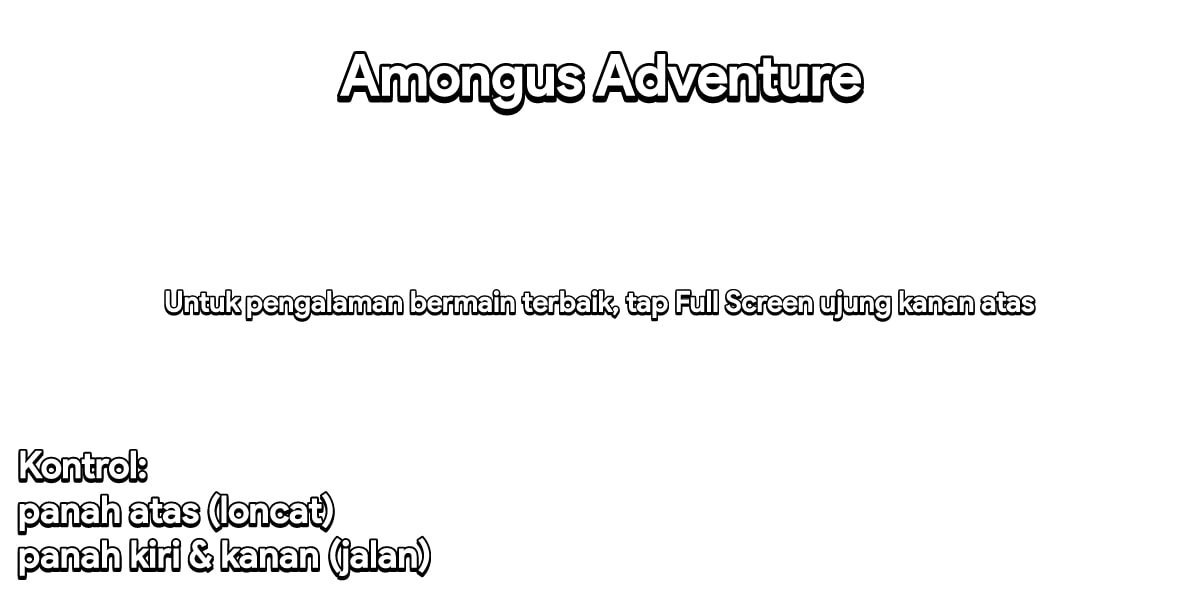 Amongus Adventure
Untuk pengalaman bermain terbaik, tap Full Screen ujung kanan atas
Kontrol:
panah atas (loncat)
panah kiri & kanan (jalan)